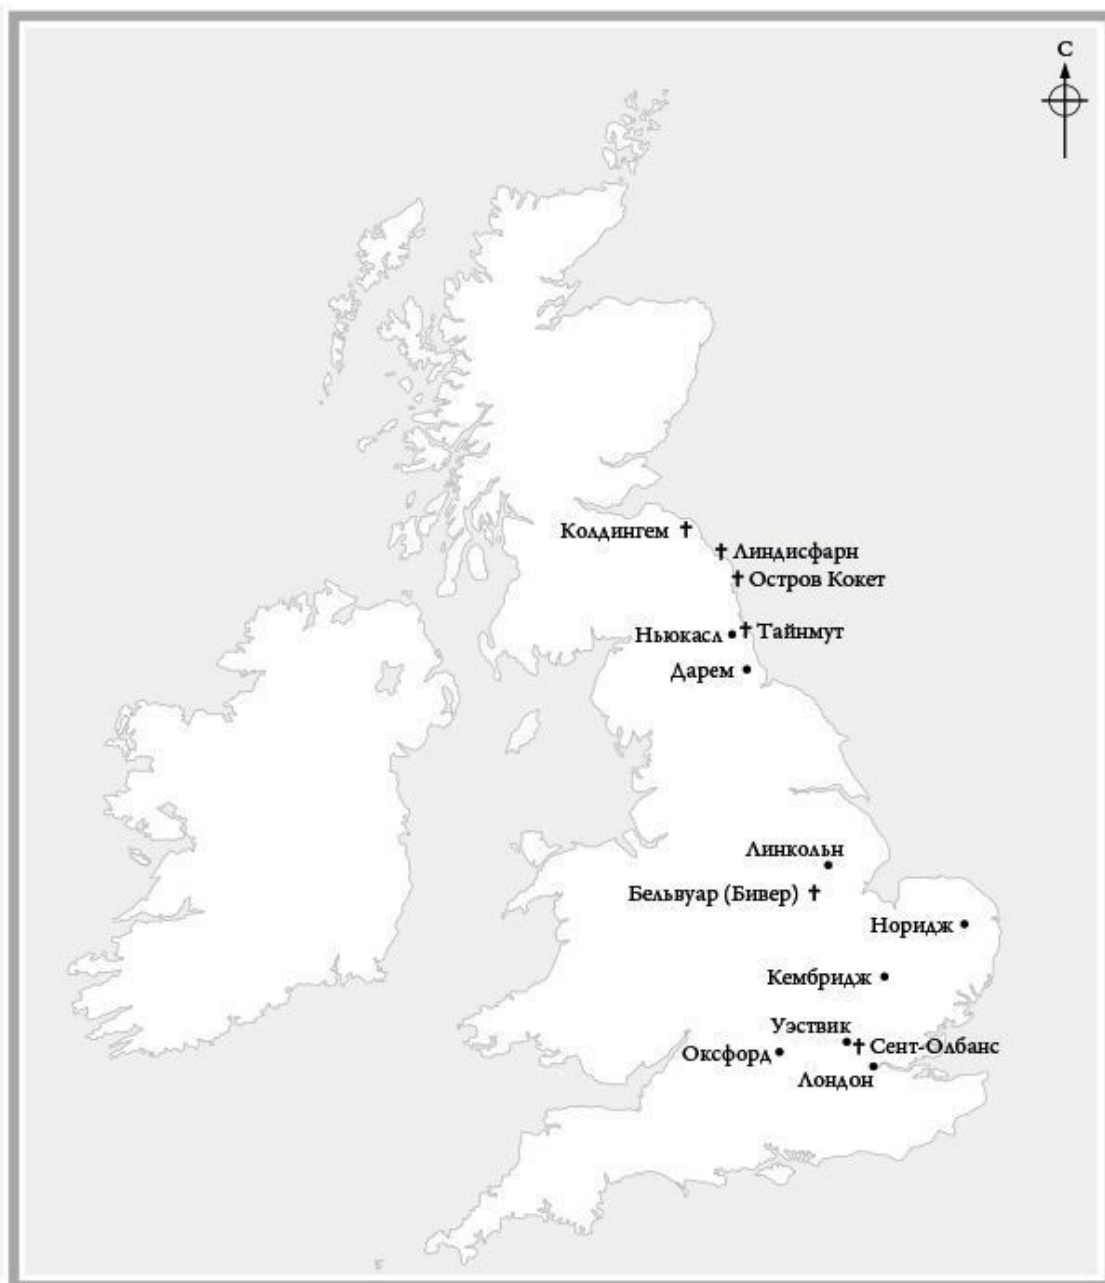 С
Колдингем
Линдисфарн
Остров Кокет
Ньюкасл
Тайнмут
Дарем
Линкольн
Бельвуар (Бивер)
Норидж
Кембридж
Уэствик
Сент-Олбанс
Оксфорд
Лондон